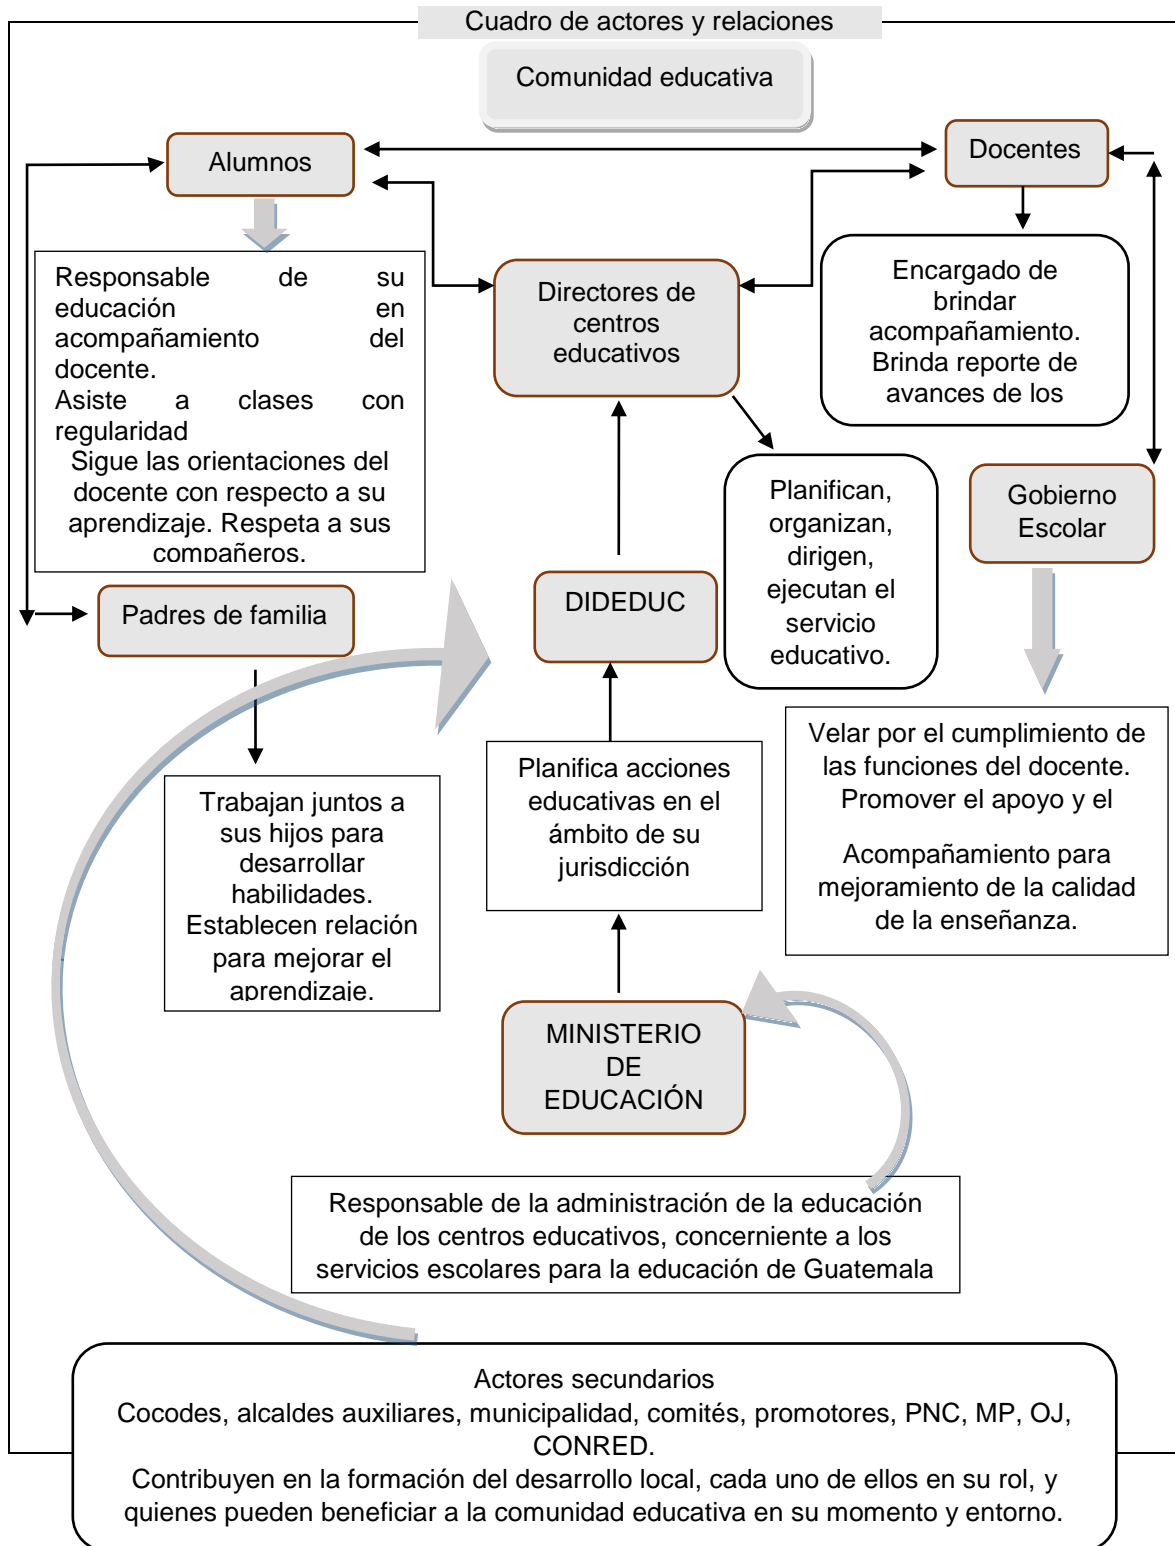 Cuadro de actores y relaciones
Comunidad educativa
Alumnos
Docentes
Responsable de su
educación en
acompañamiento del
docente.
Asiste a clases con
regularidad
Sigue las orientaciones del
docente con respecto a su
aprendizaje. Respeta a sus
compañeros.
Directores de
centros
educativos
Encargado de
brindar
acompañamiento.
Brinda reporte de
avances de los
Planifican,
organizan,
dirigen,
ejecutan el
servicio
educativo.
Gobierno
Escolar
Padres de familia
DIDEDUC
Velar por el cumplimiento de
las funciones del docente.
Promover el apoyo y el
Acompañamiento para
mejoramiento de la calidad
de la enseñanza.
Trabajan juntos a
sus hijos para
desarrollar
habilidades.
Establecen relación
para mejorar el
aprendizaje.
Planifica acciones
educativas en el
ámbito de su
jurisdicción
MINISTERIO
DE
EDUCACIÓN
Responsable de la administración de la educación
de los centros educativos, concerniente a los
servicios escolares para la educación de Guatemala
Actores secundarios
Cocodes, alcaldes auxiliares, municipalidad, comités, promotores, PNC, MP, OJ,
CONRED.
Contribuyen en la formación del desarrollo local, cada uno de ellos en su rol, y
quienes pueden beneficiar a la comunidad educativa en su momento y entorno.